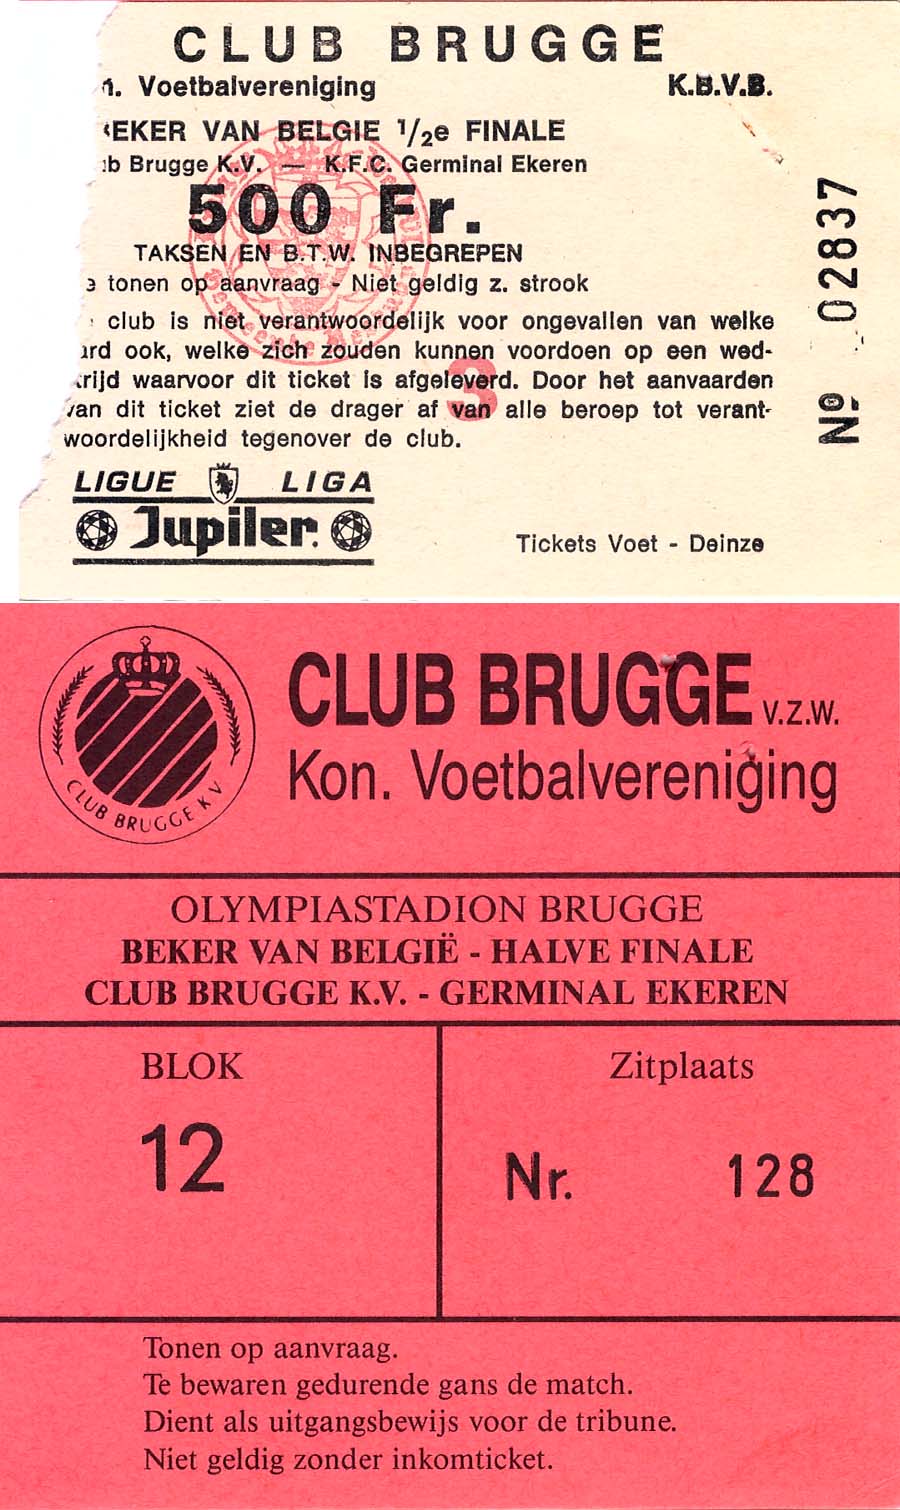 CLUB BRUGGE
n. Voetbalvereniging K.B.V.B.
EKER VAN BELGIE 1/2e FINALE
b Brugge K.V. — K.F.C. Germinal Ekeren
500 Fr.
TAKSEN EN B.T.W. INBEGREPEN
e tonen op aanvraag - Niet geldig z. strook
e club is niet verantwoordelijk voor ongevallen van welke
ard ook, welke zich zouden kunnen voordoen op een wed-
trijd waarvoor dit ticket is afgeleverd. Door het aanvaarden
van dit ticket ziet de drager af van alle beroep tot verant-
woordelijkheid tegenover de club.
3
LIGUE LIGA
Jupiler.
Tickets Voet - Deinze
Nº 02837
CLUB BRUGGE K.V
CLUB BRUGGE V.Z.W.
Kon. Voetbalvereniging
OLYMPIASTADION BRUGGE
BEKER VAN BELGIË - HALVE FINALE
CLUB BRUGGE K.V. - GERMINAL EKEREN
BLOK
12
Zitplaats
Nr. 128
Tonen op aanvraag.
Te bewaren gedurende gans de match.
Dient als uitgangsbewijs voor de tribune.
Niet geldig zonder inkomticket.